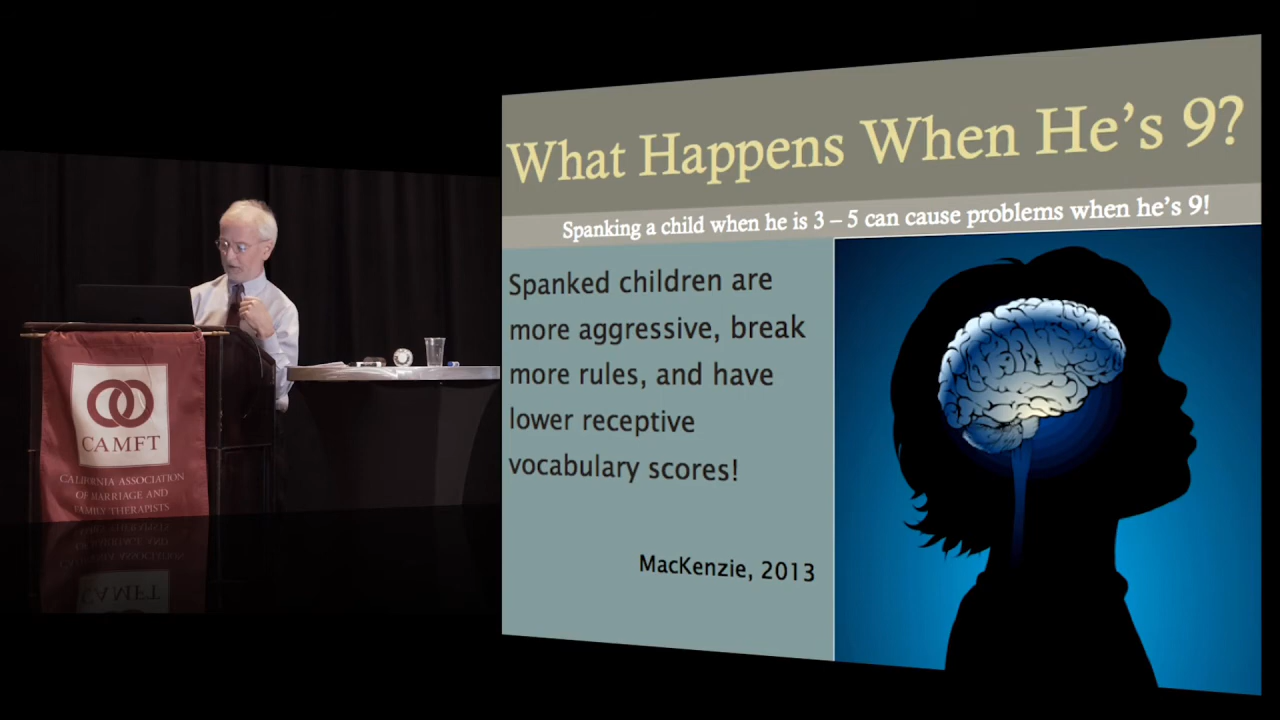 What Happens When He's 9?
Spanking a child when he is 3 – 5 can cause problems when he's 9!
Spanked children are
more aggressive, break
more rules, and have
lower receptive
vocabulary scores!
MacKenzie, 2013
CAMFT
CALIFORNIA ASSOCIATION
OF MARRIAGE AND
FAMILY THERAPISTS